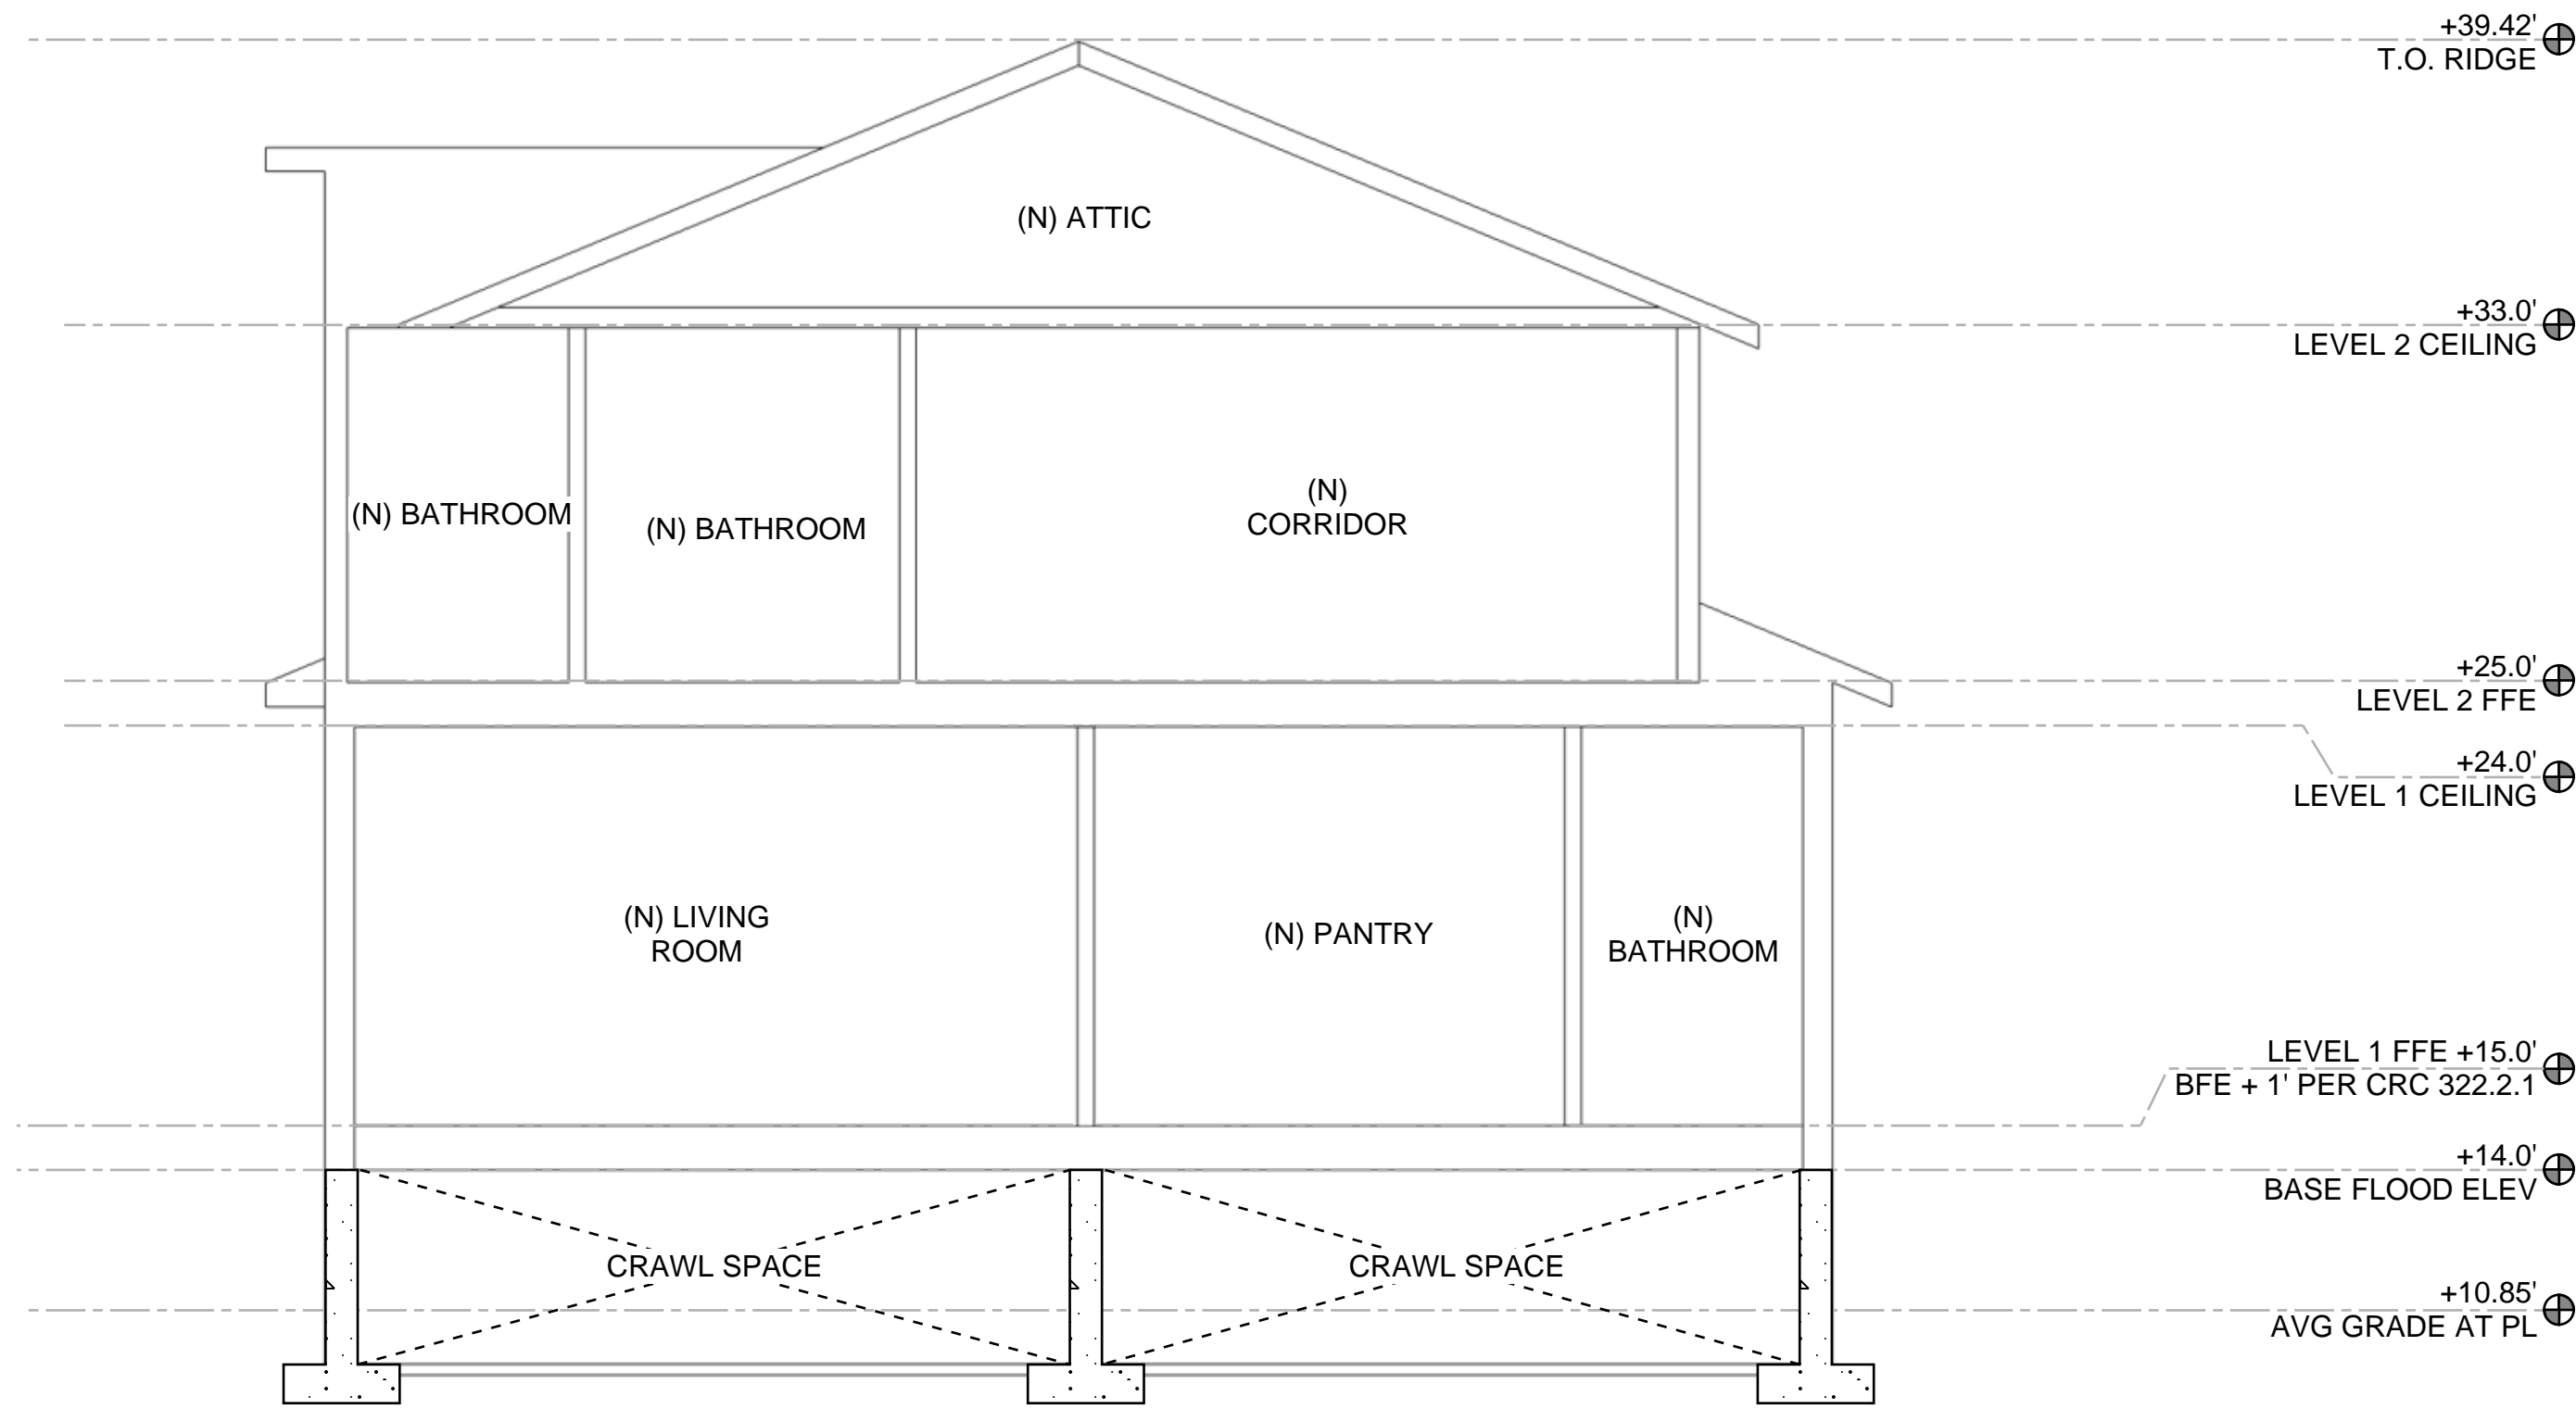 +39.42'
T.O. RIDGE
(N) ATTIC
+33.0'
LEVEL 2 CEILING
(N) BATHROOM
(N) BATHROOM
(N)
CORRIDOR
+25.0'
LEVEL 2 FFE
+24.0'
LEVEL 1 CEILING
(N) LIVING
ROOM
(N) PANTRY
(N)
BATHROOM
LEVEL 1 FFE +15.0'
BFE + 1' PER CRC 322.2.1
+14.0'
BASE FLOOD ELEV
CRAWL SPACE
CRAWL SPACE
+10.85'
AVG GRADE AT PL